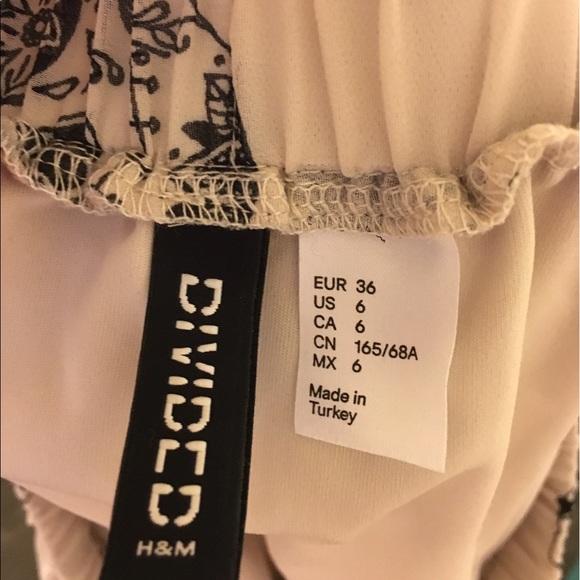 DIVIDED
H&M
EUR 36
US 6
CA 6
CN 165/68A
MX 6
Made in
Turkey